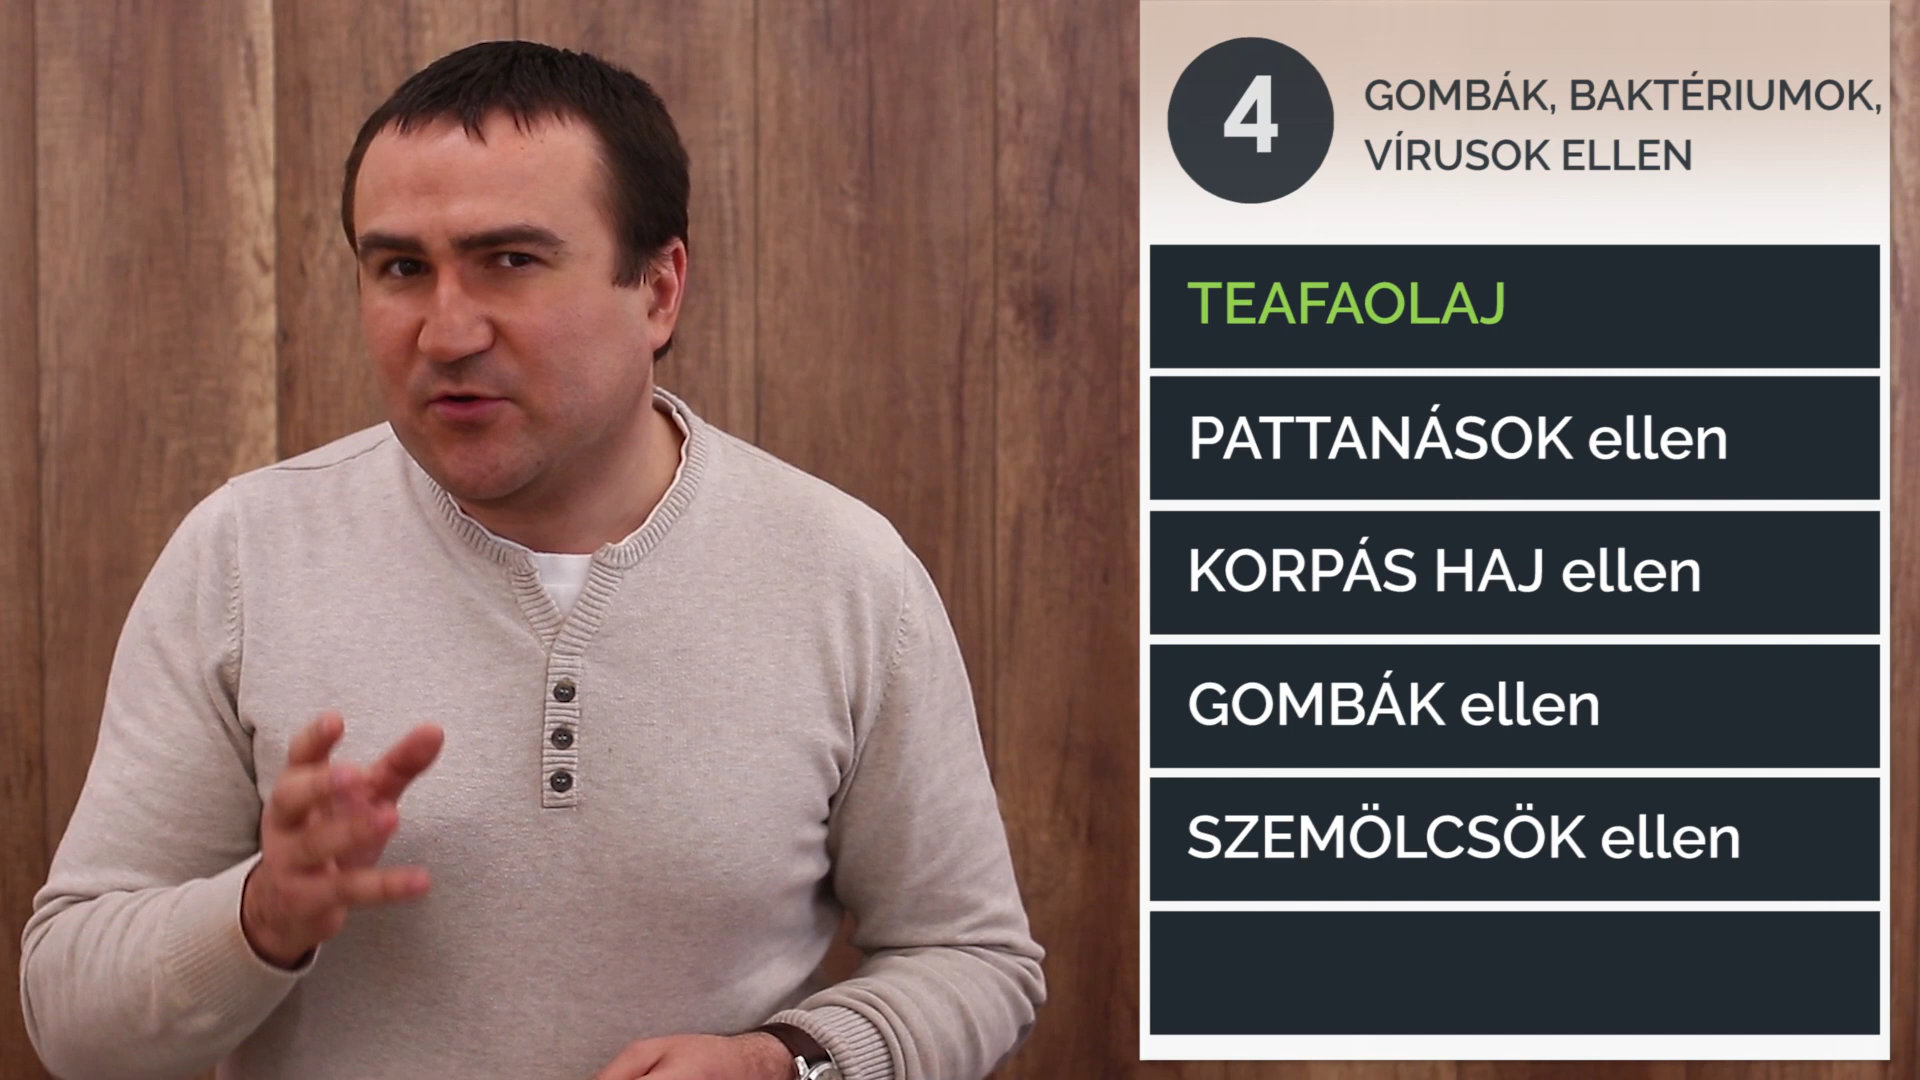 4
GOMBÁK, BAKTÉRIUMOK,
VÍRUSOK ELLEN
TEAFAOLAJ
PATTANÁSOK ellen
KORPÁS HAJ ellen
GOMBÁK ellen
SZEMÖLCSÖK ellen